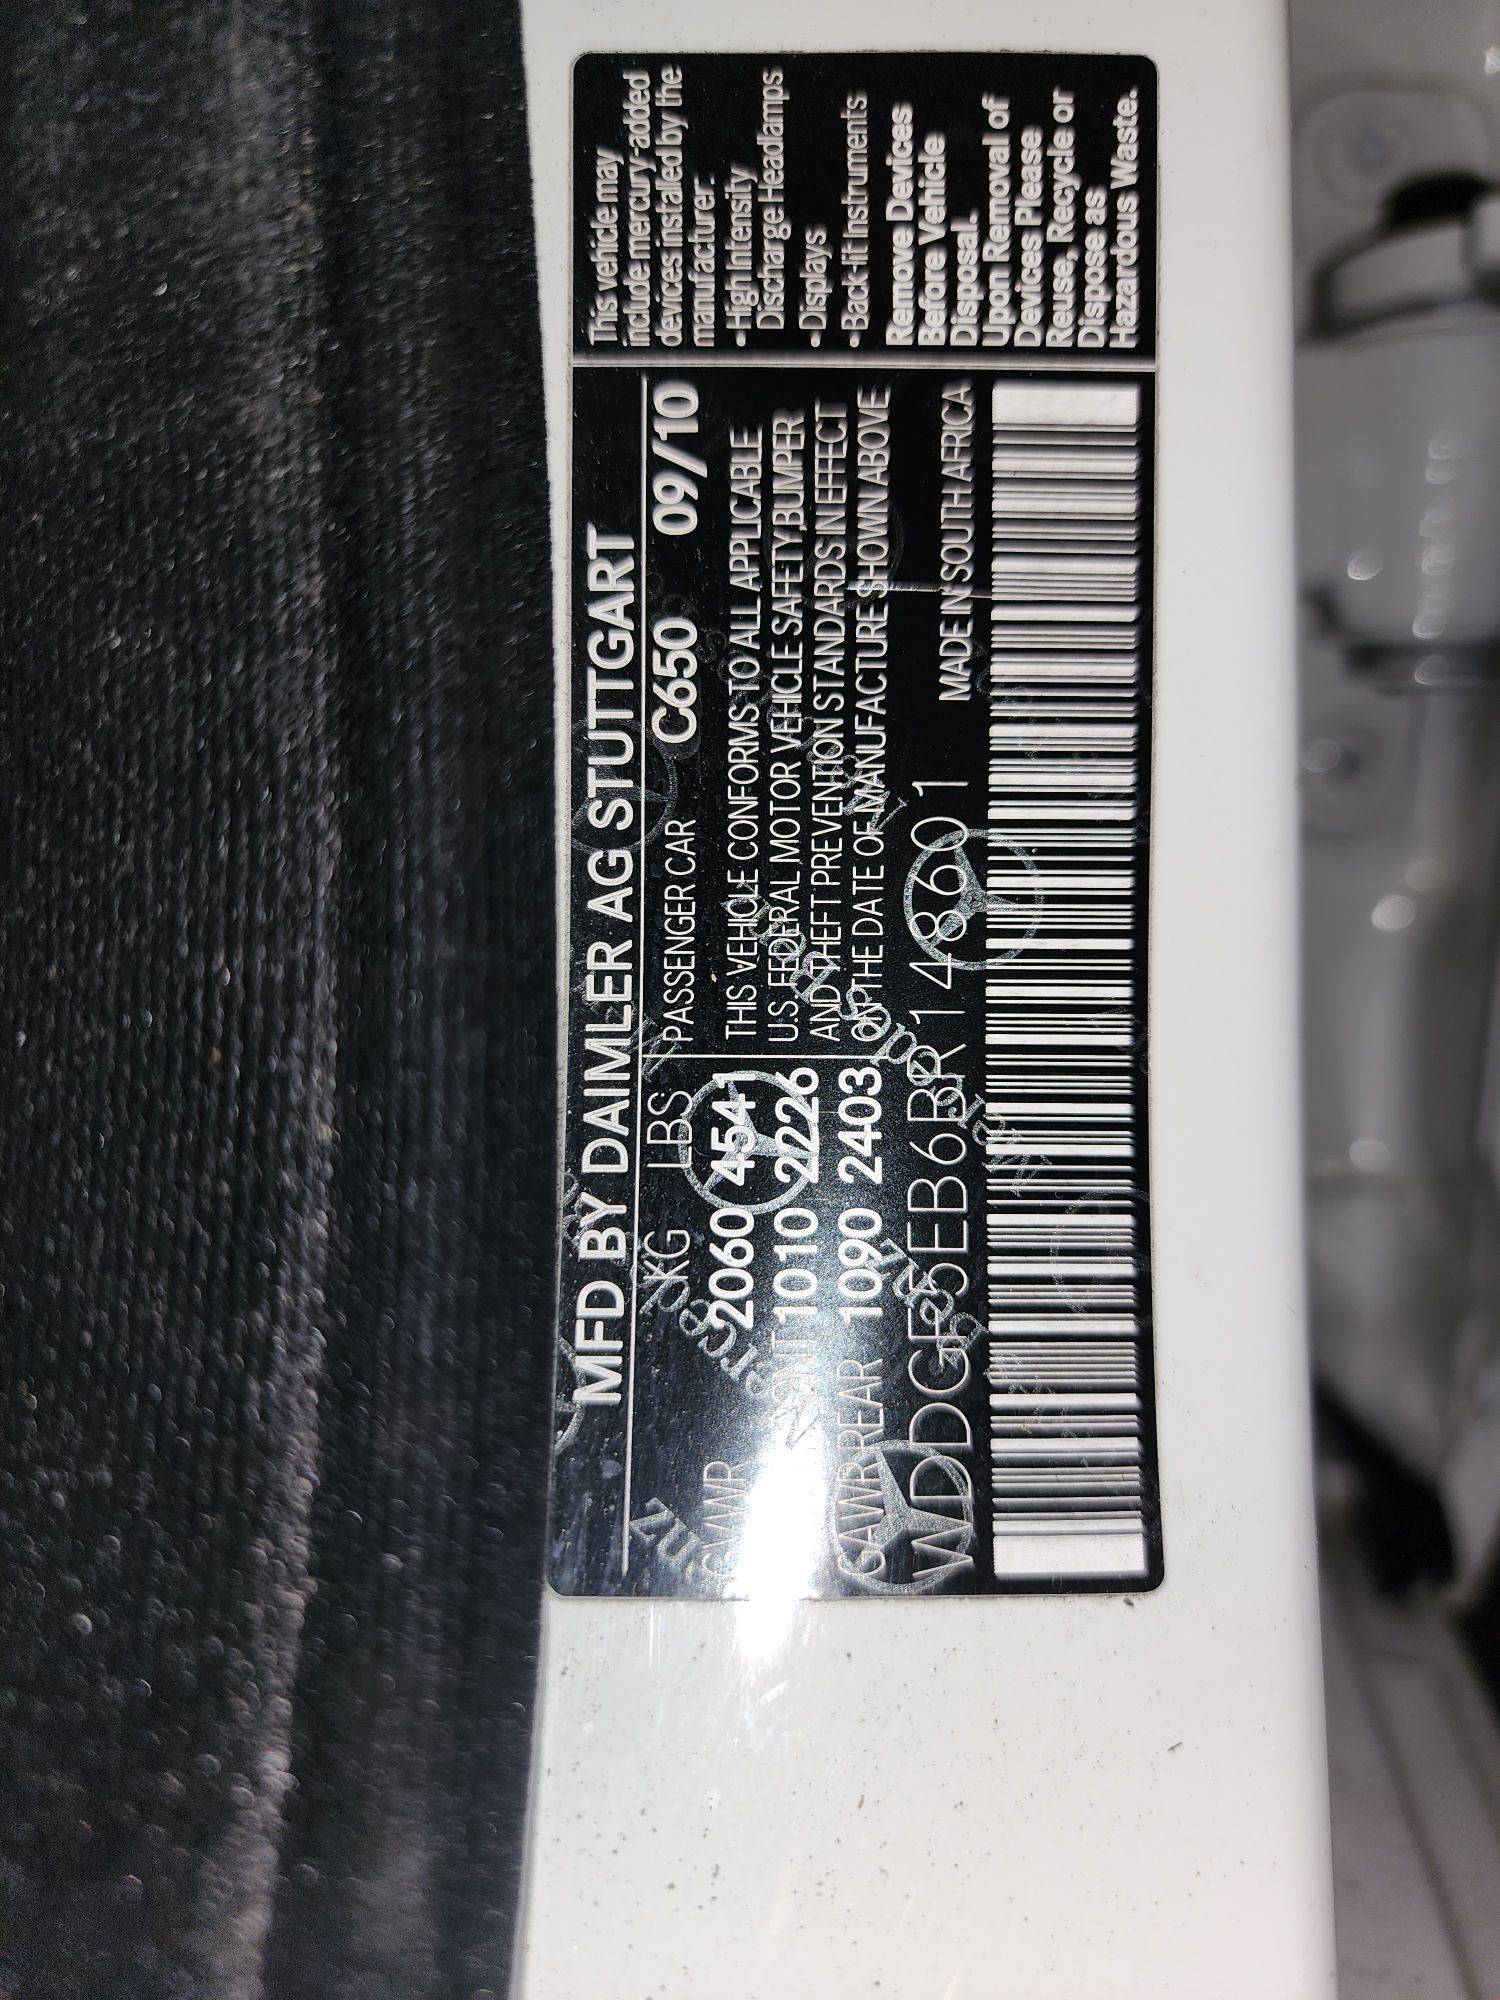 MFD BY DAIMLER AG STUTTGART
KG LBS PASSENGER CAR C650 09/10
GVWR 2060 4541 THIS VEHICLE CONFORMS TO ALL APPLICABLE
1010 2226 U.S. FEDERAL MOTOR VEHICLE SAFETY,BUMPER
AND THEFT PREVENTION STANDARDS IN EFFECT
GAWR REAR 1090 2403 ON THE DATE OF MANUFACTURE SHOWN ABOVE
WDDGF5EB6BR148601 MADE IN SOUTH AFRICA
This vehicle may
include mercury-added
devices installed by the
manufacturer:
- High Intensity
Discharge Headlamps
- Displays
- Back-lit instruments
Remove Devices
Before Vehicle
Disposal.
Upon Removal of
Devices Please
Reuse, Recycle or
Dispose as
Hazardous Waste.